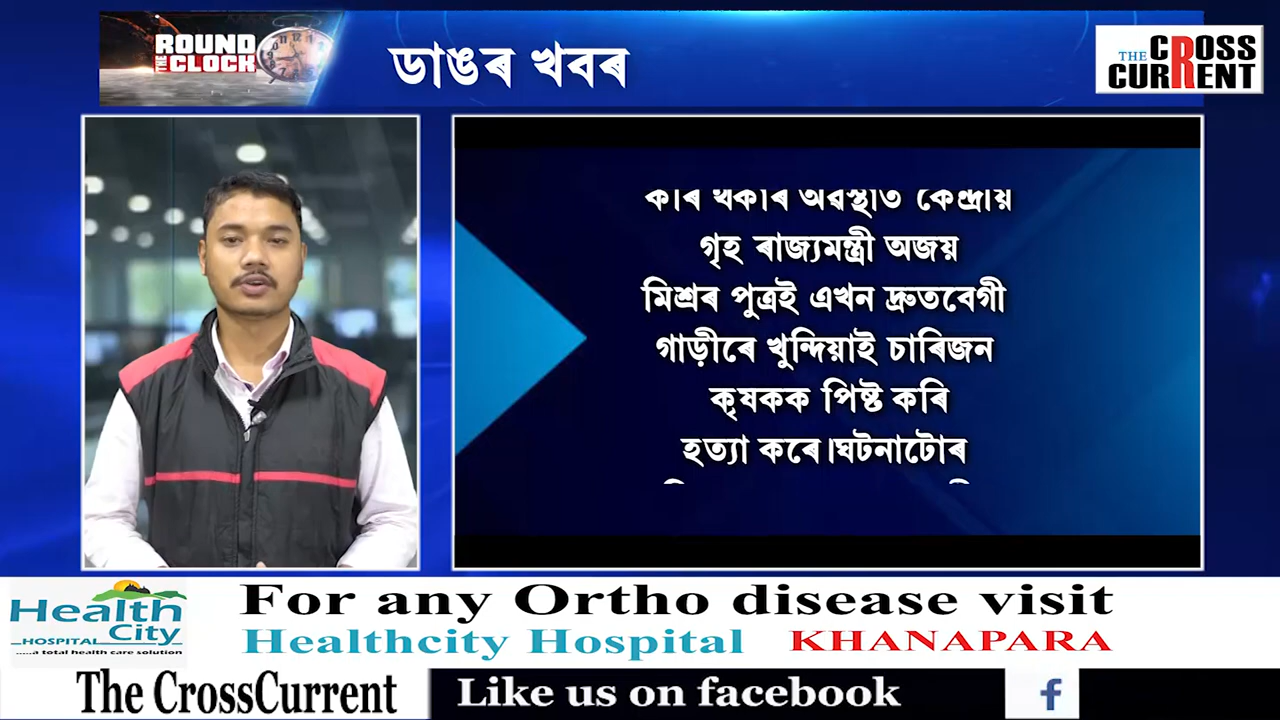 ROUND
THE CLOCK
ডাঙৰ খবৰ
THE CROSS
CURRENT
গৃহ ৰাজ্যমন্ত্ৰী অজয়
মিশ্ৰৰ পুত্ৰই এখন দ্ৰুতবেগী
গাড়ীৰে খুন্দিয়াই চাৰিজন
কৃষকক পিষ্ট কৰি
হত্যা কৰে।ঘটনাটোৰ
Health
City
HOSPITAL
.....a total health care solution
For any Ortho disease visit
Healthcity Hospital KHANAPARA
The CrossCurrent
Like us on facebook
f